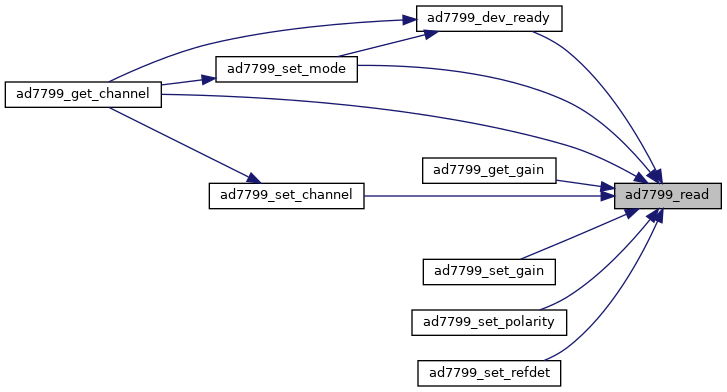 ad7799_dev_ready
ad7799_set_mode
ad7799_get_channel
ad7799_get_gain
ad7799_set_channel
ad7799_read
ad7799_set_gain
ad7799_set_polarity
ad7799_set_refdet